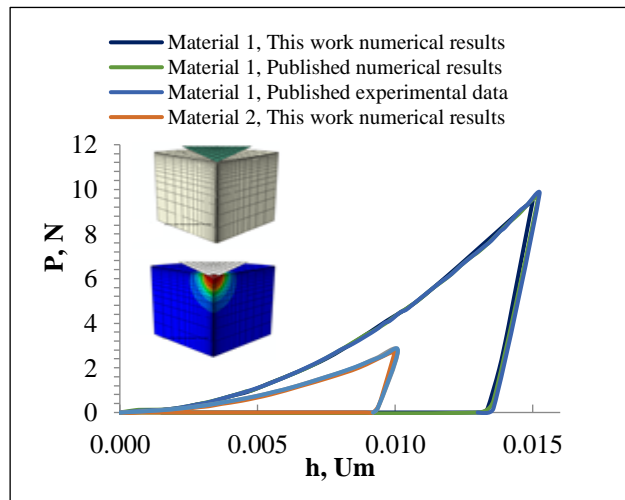 Material 1, This work numerical results
Material 1, Published numerical results
Material 1, Published experimental data
Material 2, This work numerical results
12
10
8
6
4
2
0
P, N
0.000
0.005
0.010
0.015
h, Um